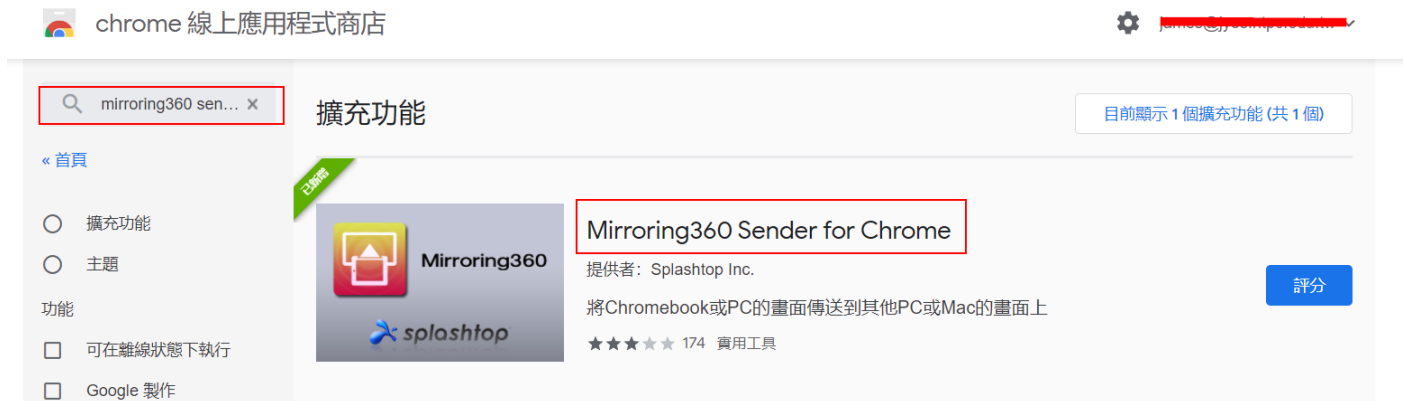 chrome 線上應用程式商店
mirroring360 sen… ×
擴充功能
目前顯示 1 個擴充功能 (共 1 個)
« 首頁
已新增
擴充功能
主題
功能
可在離線狀態下執行
Google 製作
Mirroring360
splashtop
Mirroring360 Sender for Chrome
提供者：Splashtop Inc.
將Chromebook或PC的畫面傳送到其他PC或Mac的畫面上
174 實用工具
評分